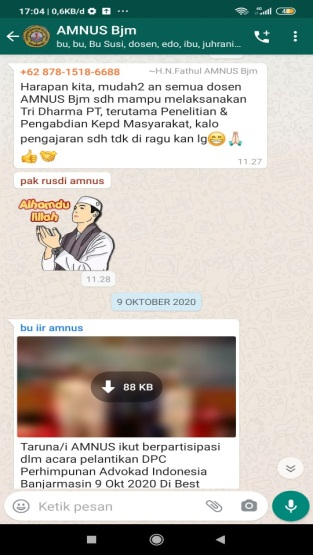 17:04 | 0,6KB/d
4G
AMNUS Bjm
bu, bu, Bu Susi, dosen, edo, ibu, juhrani...
+62 878-1518-6688 ~H.N.Fathul AMNUS Bjm
Harapan kita, mudah2 an semua dosen
AMNUS Bjm sdh mampu melaksanakan
Tri Dharma PT, terutama Penelitian &
Pengabdian Kepd Masyarakat, kalo
pengajaran sdh tdk di ragu kan lg😁🙏🏻
👍🤝
11.27
pak rusdi amnus
Alhamdu
lillah
11.28
9 OKTOBER 2020
bu iir amnus
88 KB
Taruna/i AMNUS ikut berpartisipasi
dlm acara pelantikan DPC
Perhimpunan Advokad Indonesia
Banjarmasin 9 Okt 2020 Di Best
Ketik pesan